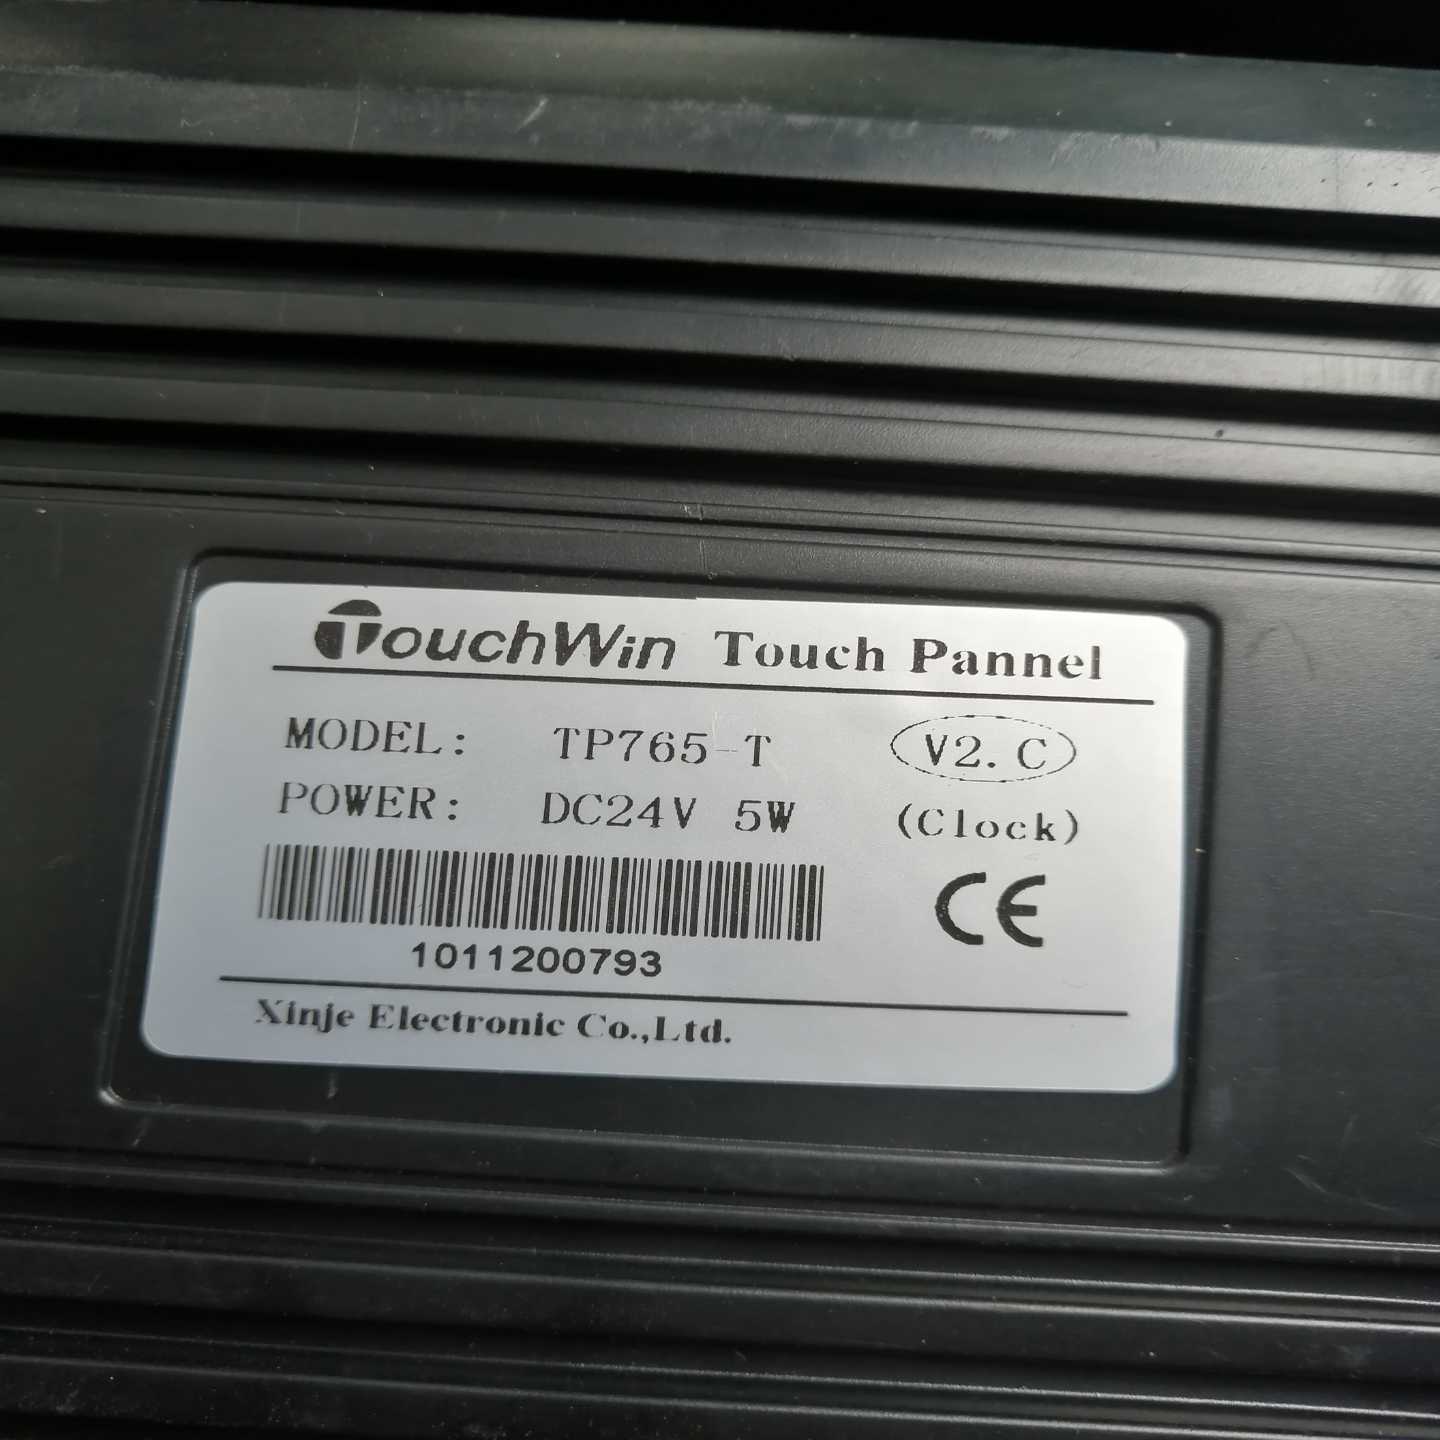 TouchWin Touch Pannel
MODEL: TP765-T V2.C
POWER: DC24V 5W (Clock)
CE
1011200793
Xinje Electronic Co.,Ltd.